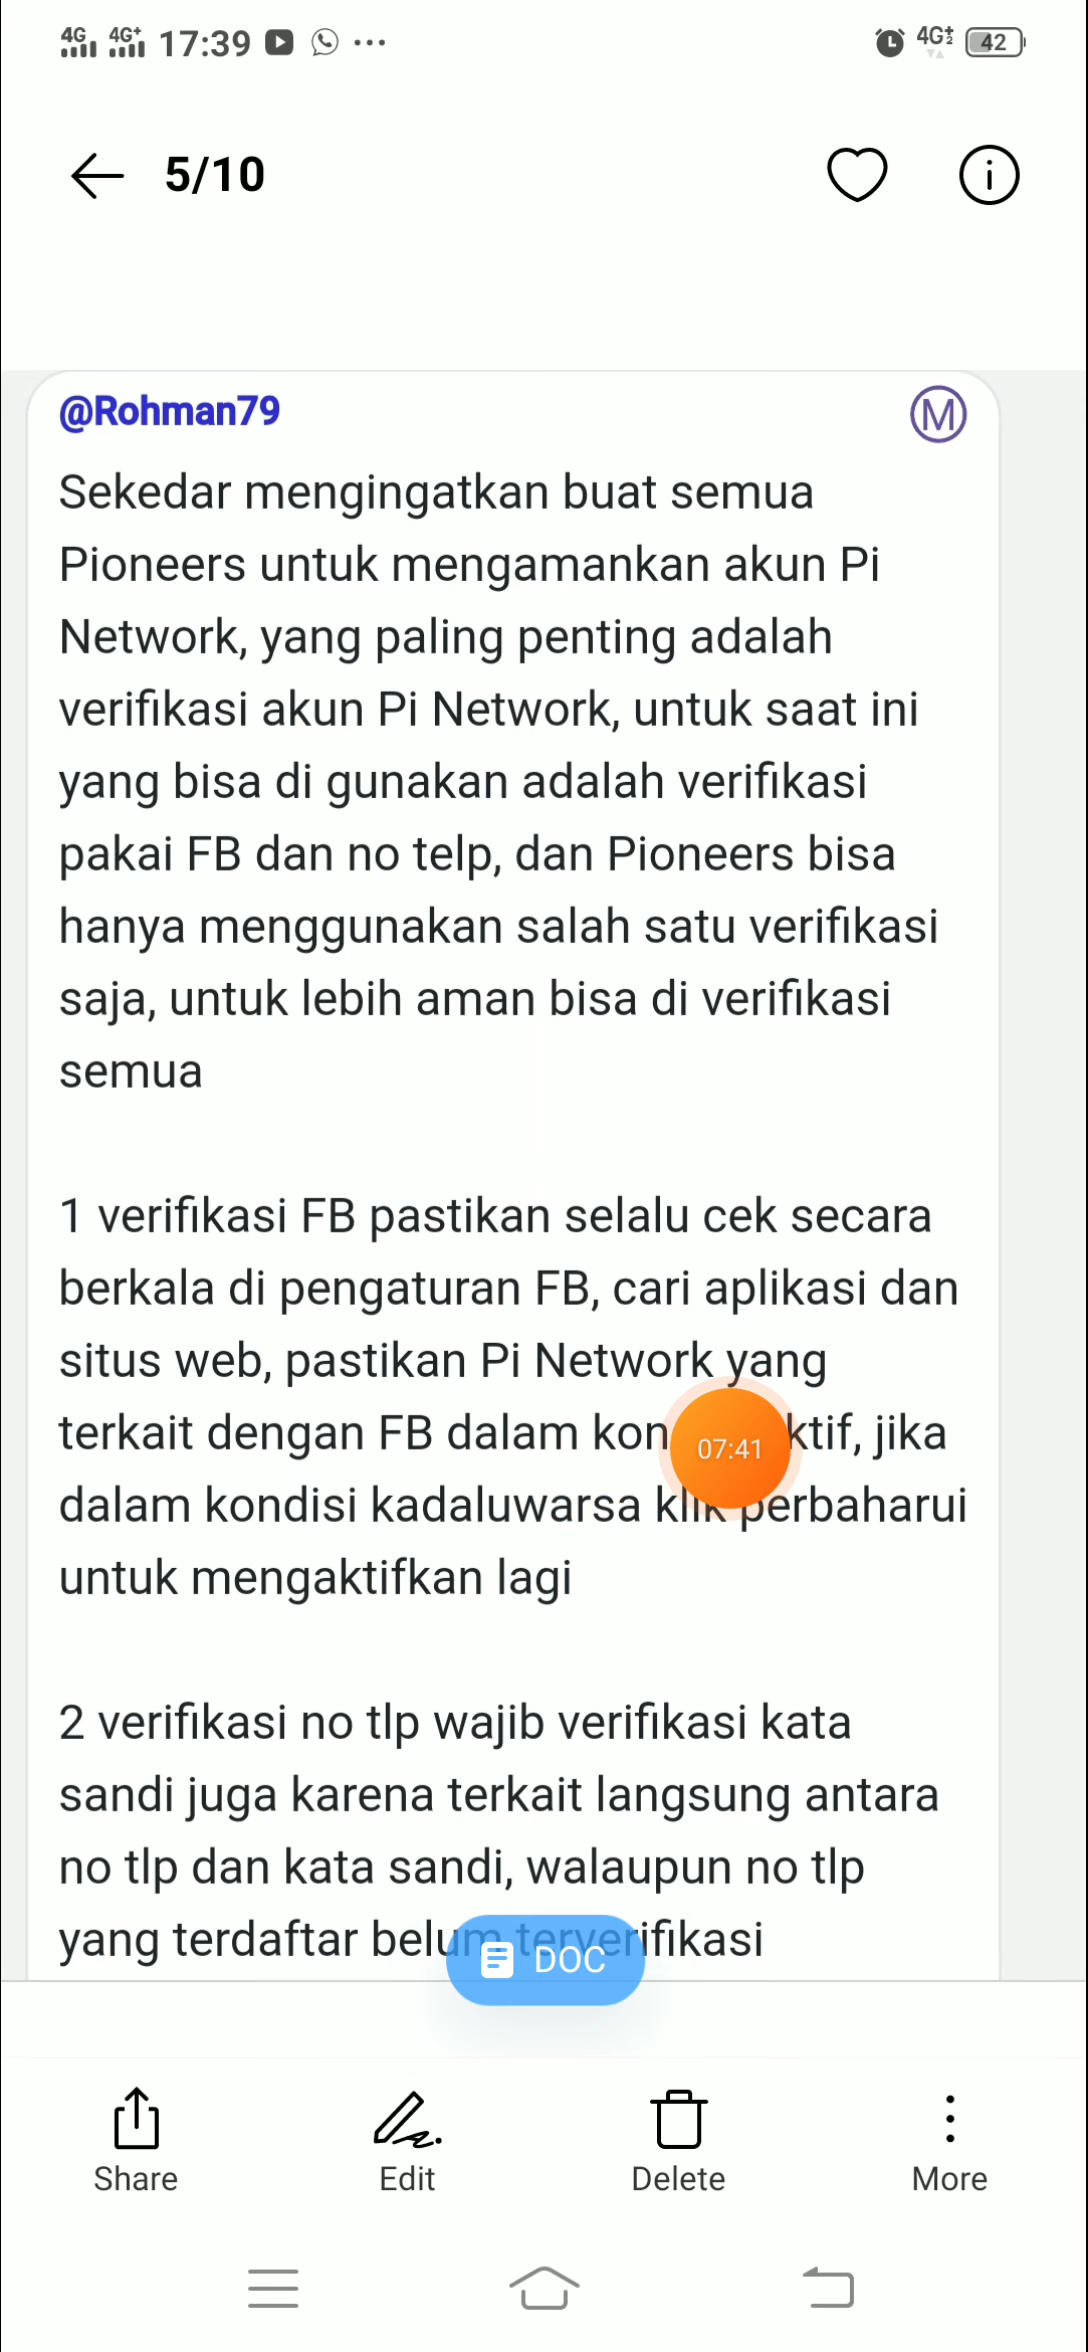 4G 4G+ 17:39
4G+2 42
5/10
@Rohman79
M
Sekedar mengingatkan buat semua
Pioneers untuk mengamankan akun Pi
Network, yang paling penting adalah
verifikasi akun Pi Network, untuk saat ini
yang bisa di gunakan adalah verifikasi
pakai FB dan no telp, dan Pioneers bisa
hanya menggunakan salah satu verifikasi
saja, untuk lebih aman bisa di verifikasi
semua
1 verifikasi FB pastikan selalu cek secara
berkala di pengaturan FB, cari aplikasi dan
situs web, pastikan Pi Network yang
terkait dengan FB dalam kon ktif, jika
07:41
dalam kondisi kadaluwarsa klik perbaharui
untuk mengaktifkan lagi
2 verifikasi no tlp wajib verifikasi kata
sandi juga karena terkait langsung antara
no tlp dan kata sandi, walaupun no tlp
yang terdaftar belum terverifikasi
DOC
Share Edit Delete More